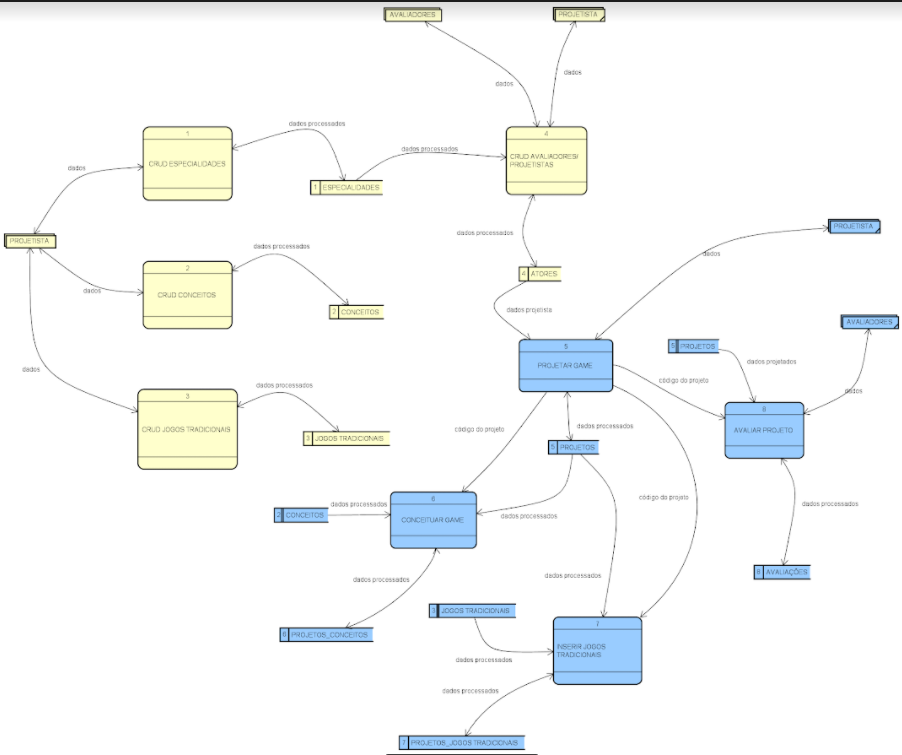 AVALIADORES
PROJETISTA
dados
dados
1
CRUD ESPECIALIDADES
dados processados
4
CRUD AVALIADORES/
PROJETISTAS
dados processados
dados
1 ESPECIALIDADES
PROJETISTA
dados processados
PROJETISTA
dados processados
dados
2
CRUD CONCEITOS
4 ATORES
dados
dados projetista
2 CONCEITOS
AVALIADORES
5
PROJETAR GAME
5 PROJETOS
dados projetados
dados
código do projeto
dados processados
dados
3
CRUD JOGOS TRADICIONAIS
8
AVALIAR PROJETO
3 JOGOS TRADICIONAIS
código do projeto
dados processados
5 PROJETOS
6
CONCEITUAR GAME
código do projeto
dados processados
dados processados
2 CONCEITOS
dados processados
dados processados
dados processados
8 AVALIAÇÕES
3 JOGOS TRADICIONAIS
6 PROJETOS_CONCEITOS
7
INSERIR JOGOS
TRADICIONAIS
dados processados
dados processados
7 PROJETOS_JOGOS TRADICIONAIS